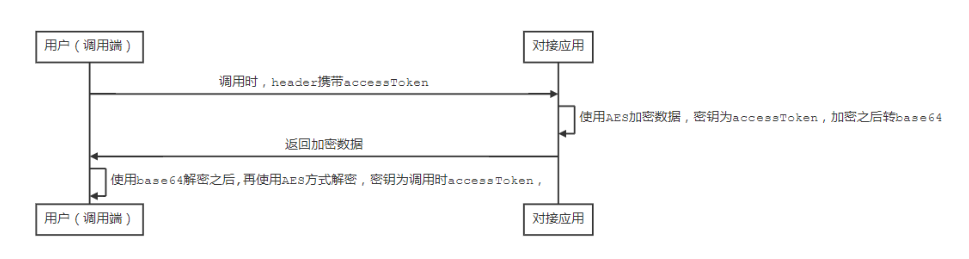 用户（调用端）
对接应用
调用时，header携带accessToken
使用AES加密数据，密钥为accessToken，加密之后转base64
返回加密数据
使用base64解密之后,再使用AES方式解密，密钥为调用时accessToken，
用户（调用端）
对接应用